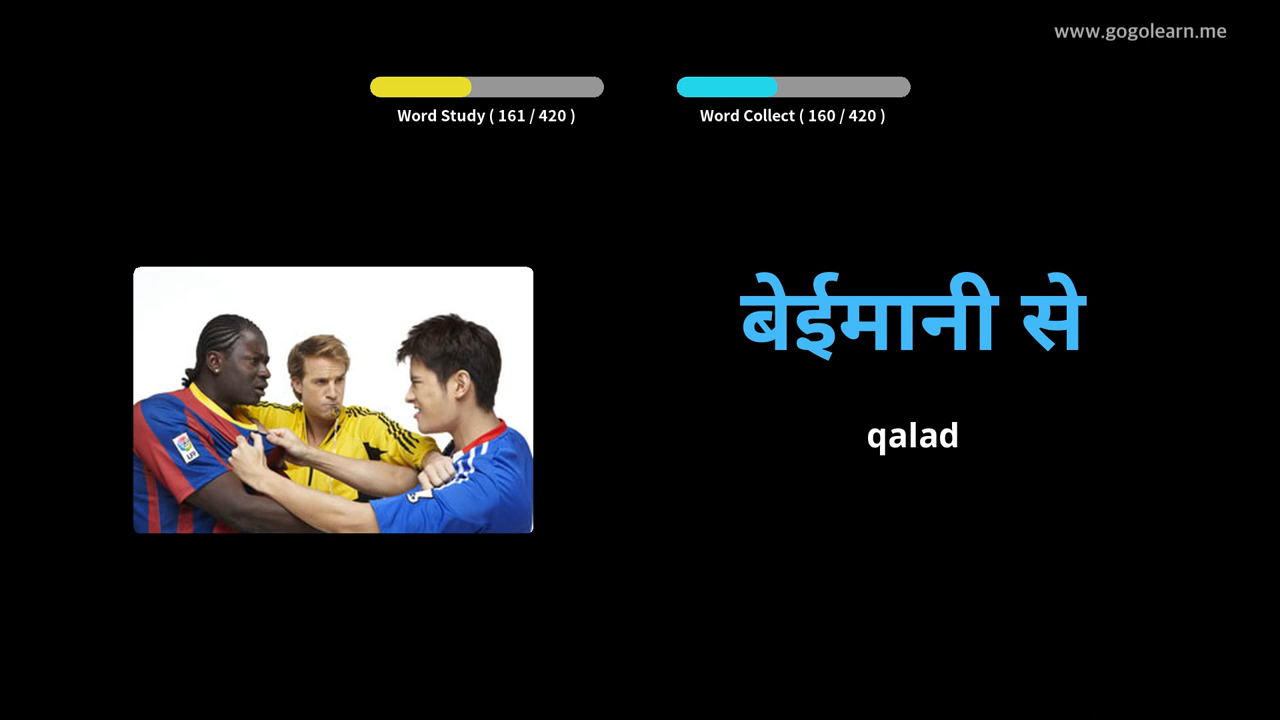 www.gogolearn.me
Word Study ( 161 / 420 )
Word Collect ( 160 / 420 )
बेईमानी से
qalad